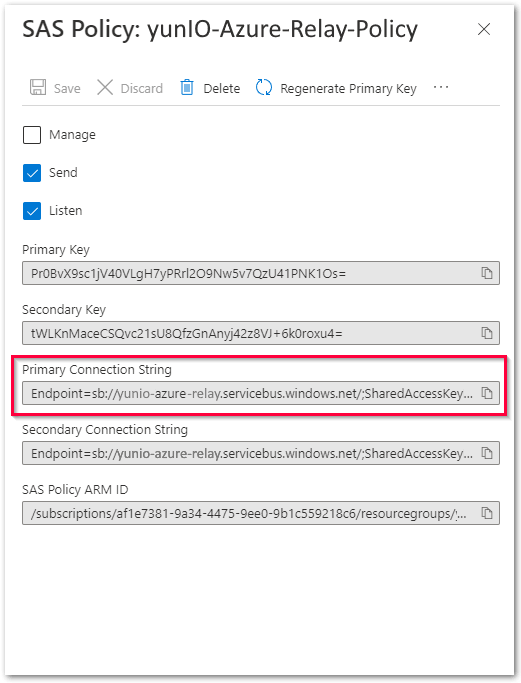 SAS Policy: yunIO-Azure-Relay-Policy
Save Discard Delete Regenerate Primary Key ...
Manage
Send
Listen
Primary Key
Pr0BvX9sc1jV40VLgH7yPRrl2O9Nw5v7QzU41PNK1Os=
Secondary Key
tWLKnMaceCSQvc21sU8QfzGnAnyj42z8VJ+6k0roxu4=
Primary Connection String
Endpoint=sb://yunio-azure-relay.servicebus.windows.net/;SharedAccessKey...
Secondary Connection String
Endpoint=sb://yunio-azure-relay.servicebus.windows.net/;SharedAccessKey...
SAS Policy ARM ID
/subscriptions/af1e7381-9a34-4475-9ee0-9b1c559218c6/resourcegroups/...